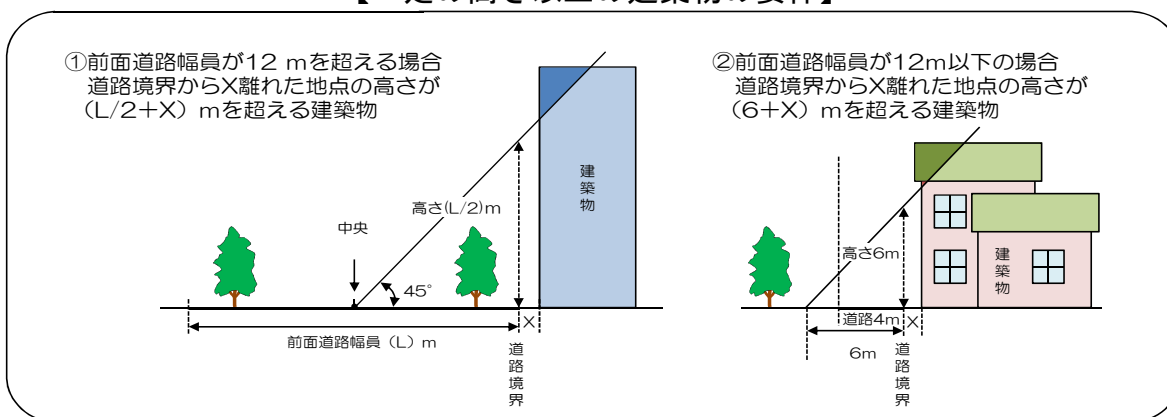 ①前面道路幅員が12 mを超える場合
道路境界からX離れた地点の高さが
(L/2+X) mを超える建築物
建築物
高さ(L/2)m
中央
45°
X
前面道路幅員 (L) m
道路境界
②前面道路幅員が12m以下の場合
道路境界からX離れた地点の高さが
(6+X) mを超える建築物
高さ6m
建築物
道路4m
X
6m
道路境界